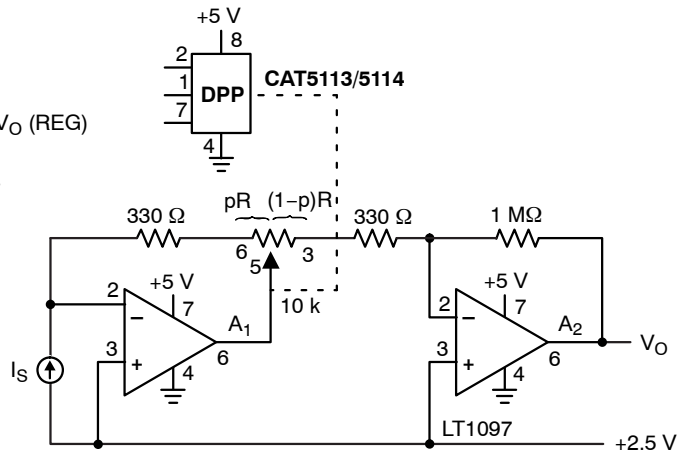 +5 V
8
2
1
7
DPP
CAT5113/5114
4
V_O (REG)
pR (1−p)R
330 Ω
330 Ω
1 MΩ
6
5
3
10 k
+5 V
2
7
−
3
+
A1
6
4
I_S
+5 V
2
7
−
3
+
A2
6
4
V_O
LT1097
+2.5 V